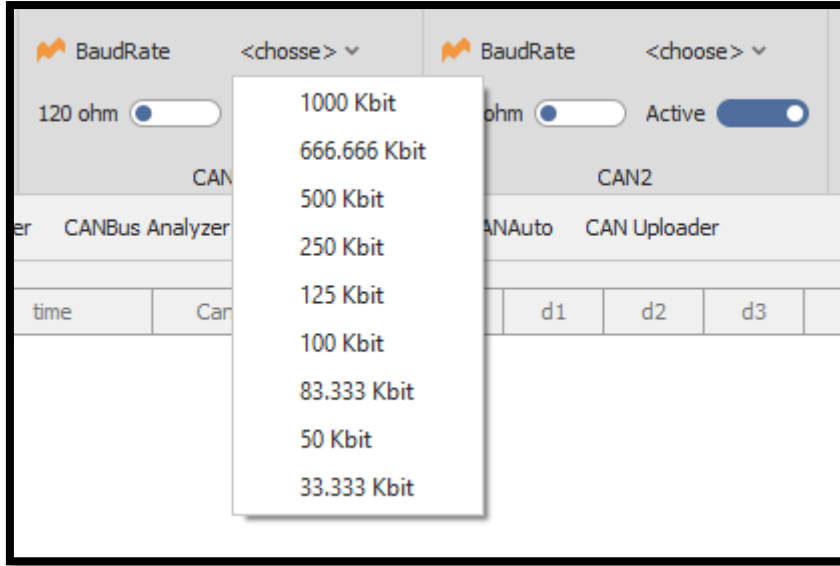 BaudRate <chosse> BaudRate <choose>
120 ohm ohm Active
CAN CAN2
er CANBus Analyzer ANAuto CAN Uploader
time Can d1 d2 d3
1000 Kbit
666.666 Kbit
500 Kbit
250 Kbit
125 Kbit
100 Kbit
83.333 Kbit
50 Kbit
33.333 Kbit